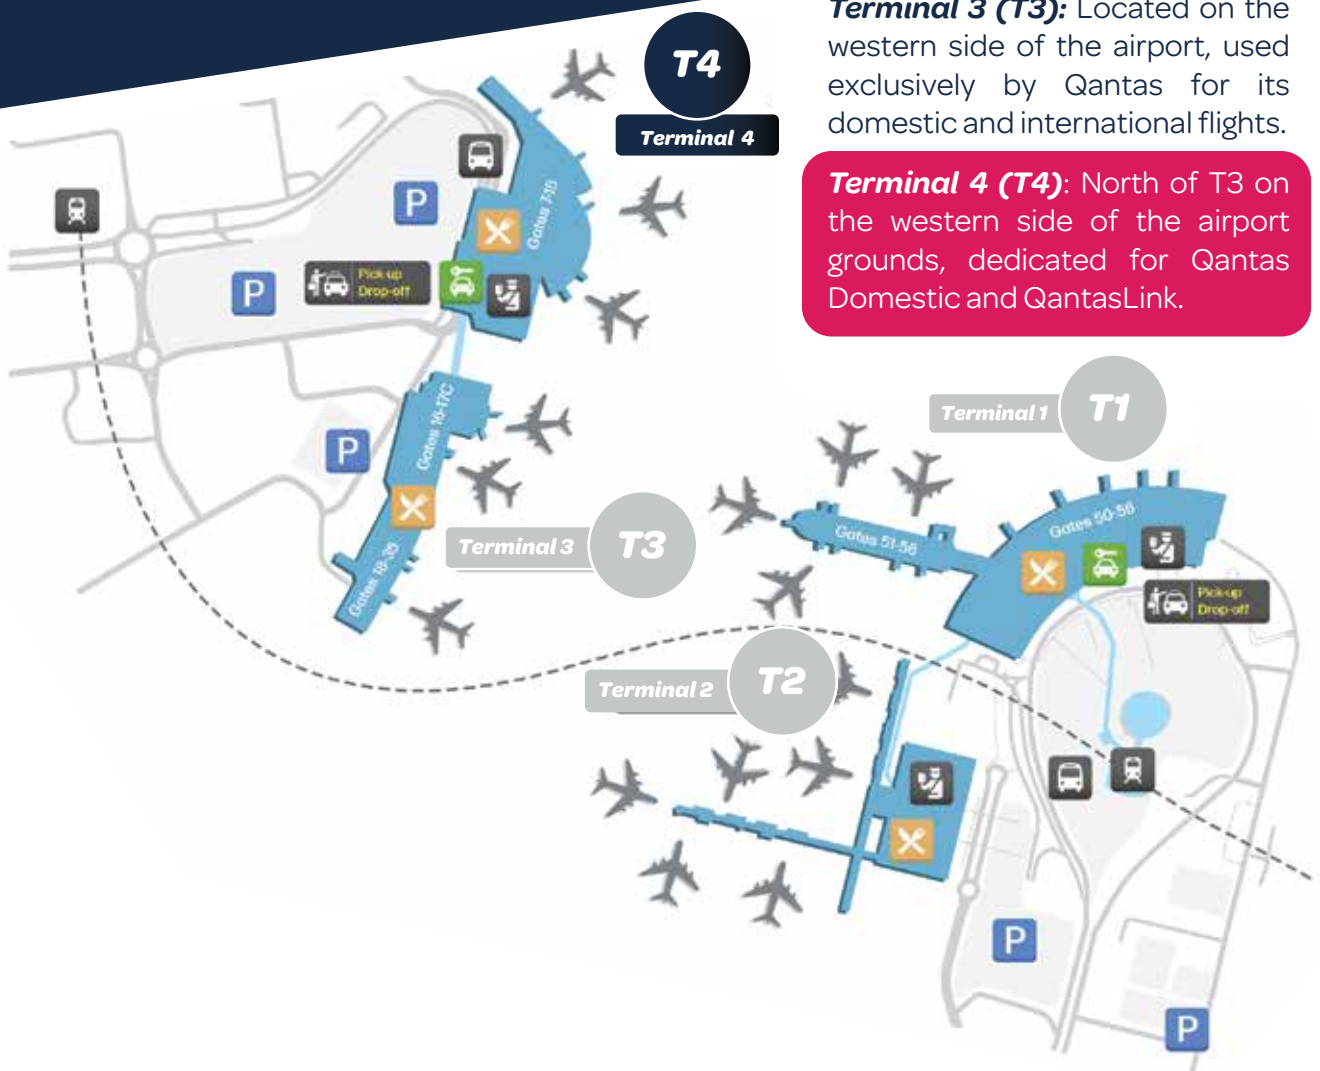 Terminal 3 (T3): Located on the
western side of the airport, used
exclusively by Qantas for its
domestic and international flights.
Terminal 4 (T4): North of T3 on
the western side of the airport
grounds, dedicated for Qantas
Domestic and QantasLink.
T4
Terminal 4
P
Gates 7-15
P
Pick-up
Drop-off
Gates 16-17C
P
Gates 18-35
Terminal 3
T3
Terminal 1
T1
Gates 50-56
Gates 51-56
Pick-up
Drop-off
Terminal 2
T2
P
P